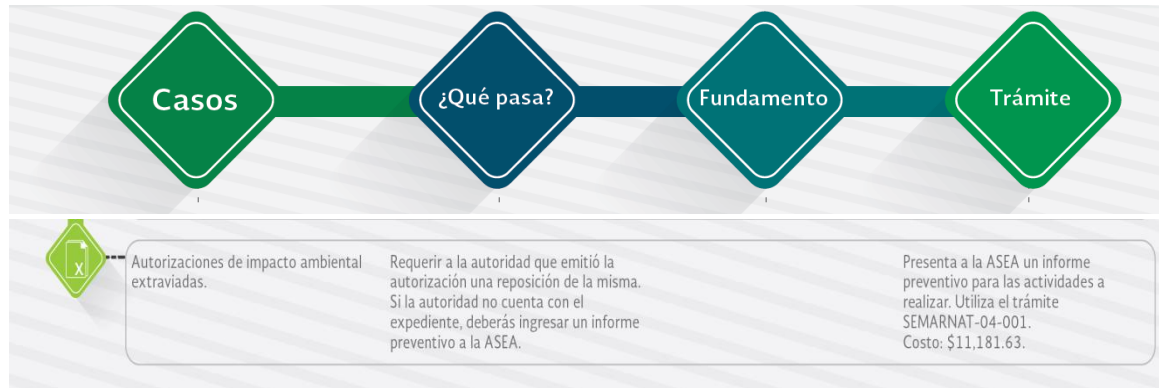 Casos
¿Qué pasa?
Fundamento
Trámite
X
Autorizaciones de impacto ambiental
extraviadas.
Requerir a la autoridad que emitió la
autorización una reposición de la misma.
Si la autoridad no cuenta con el
expediente, deberás ingresar un informe
preventivo a la ASEA.
Presenta a la ASEA un informe
preventivo para las actividades a
realizar. Utiliza el trámite
SEMARNAT-04-001.
Costo: $11,181.63.